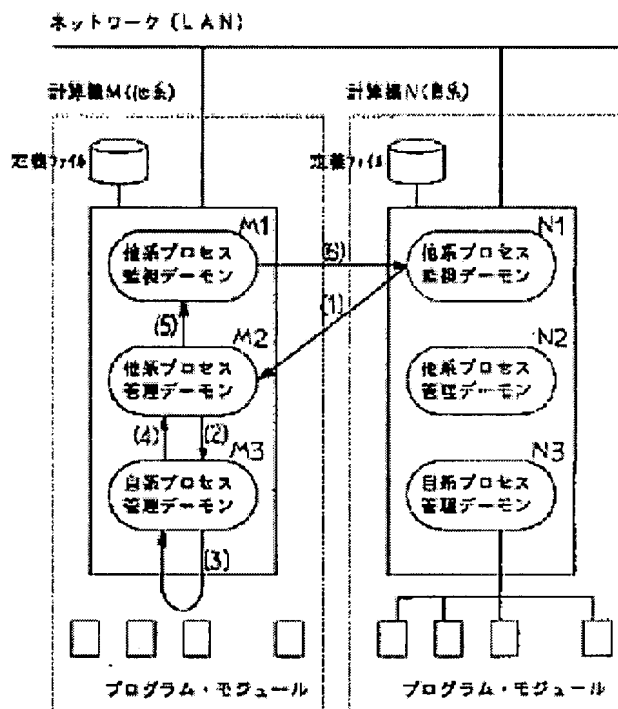 ネットワーク(LAN)
計算機M(他系)
計算機N(自系)
定義ファイル
定義ファイル
M1
他系プロセス
監視デーモン
(6)
N1
他系プロセス
監視デーモン
(1)
(5)
M2
他系プロセス
管理デーモン
N2
他系プロセス
管理デーモン
(4)
(2)
M3
自系プロセス
管理デーモン
N3
自系プロセス
管理デーモン
(3)
プログラム・モジュール
プログラム・モジュール